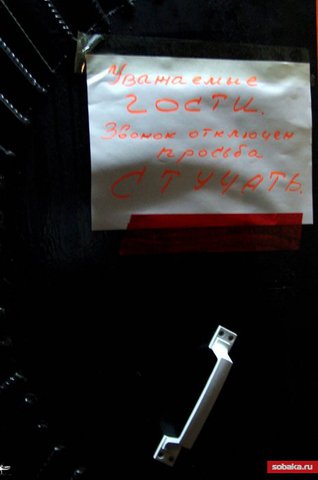 Уважаемые
ГОСТИ.
Звонок отключен
просьба
СТУЧАТЬ.
sobaka.ru